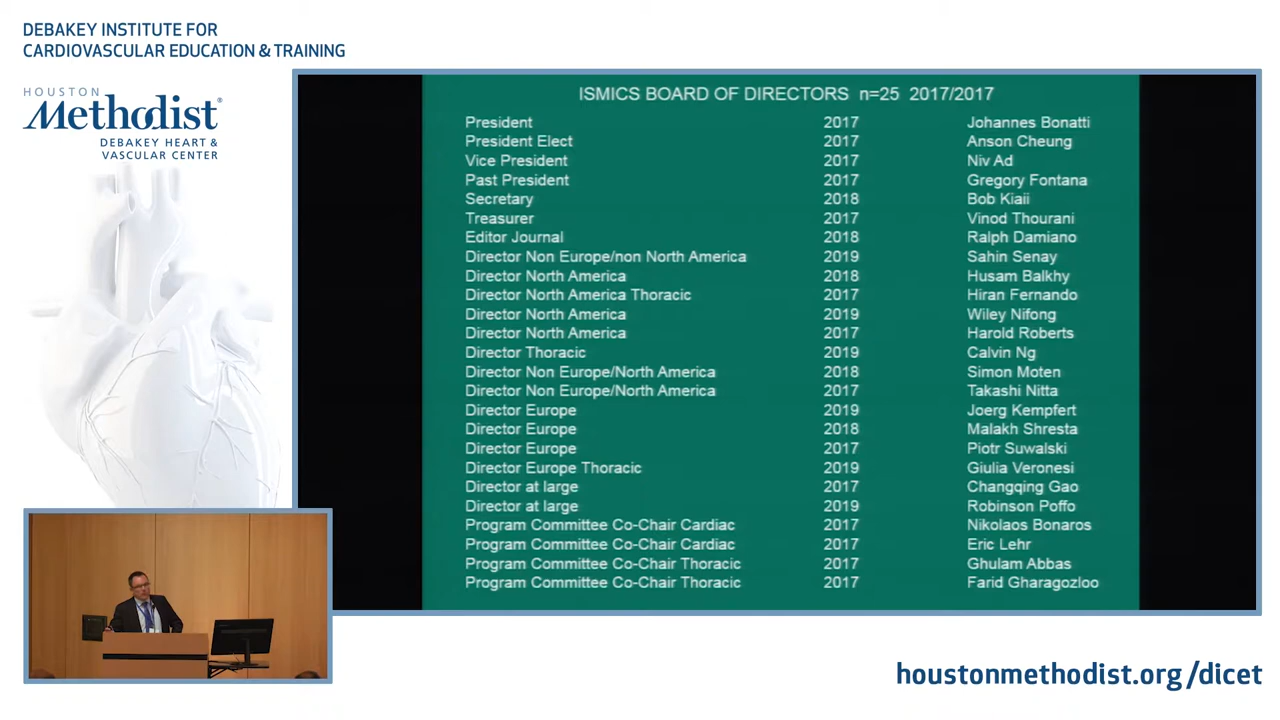 DEBAKEY INSTITUTE FOR
CARDIOVASCULAR EDUCATION & TRAINING
HOUSTON
Methodist®
DEBAKEY HEART &
VASCULAR CENTER
ISMICS BOARD OF DIRECTORS n=25 2017/2017
President 2017 Johannes Bonatti
President Elect 2017 Anson Cheung
Vice President 2017 Niv Ad
Past President 2017 Gregory Fontana
Secretary 2018 Bob Kiaii
Treasurer 2017 Vinod Thourani
Editor Journal 2018 Ralph Damiano
Director Non Europe/non North America 2019 Sahin Senay
Director North America 2018 Husam Balkhy
Director North America Thoracic 2017 Hiran Fernando
Director North America 2019 Wiley Nifong
Director North America 2017 Harold Roberts
Director Thoracic 2019 Calvin Ng
Director Non Europe/North America 2018 Simon Moten
Director Non Europe/North America 2017 Takashi Nitta
Director Europe 2019 Joerg Kempfert
Director Europe 2018 Malakh Shresta
Director Europe 2017 Piotr Suwalski
Director Europe Thoracic 2019 Giulia Veronesi
Director at large 2017 Changqing Gao
Director at large 2019 Robinson Poffo
Program Committee Co-Chair Cardiac 2017 Nikolaos Bonaros
Program Committee Co-Chair Cardiac 2017 Eric Lehr
Program Committee Co-Chair Thoracic 2017 Ghulam Abbas
Program Committee Co-Chair Thoracic 2017 Farid Gharagozloo
houstonmethodist.org/dicet